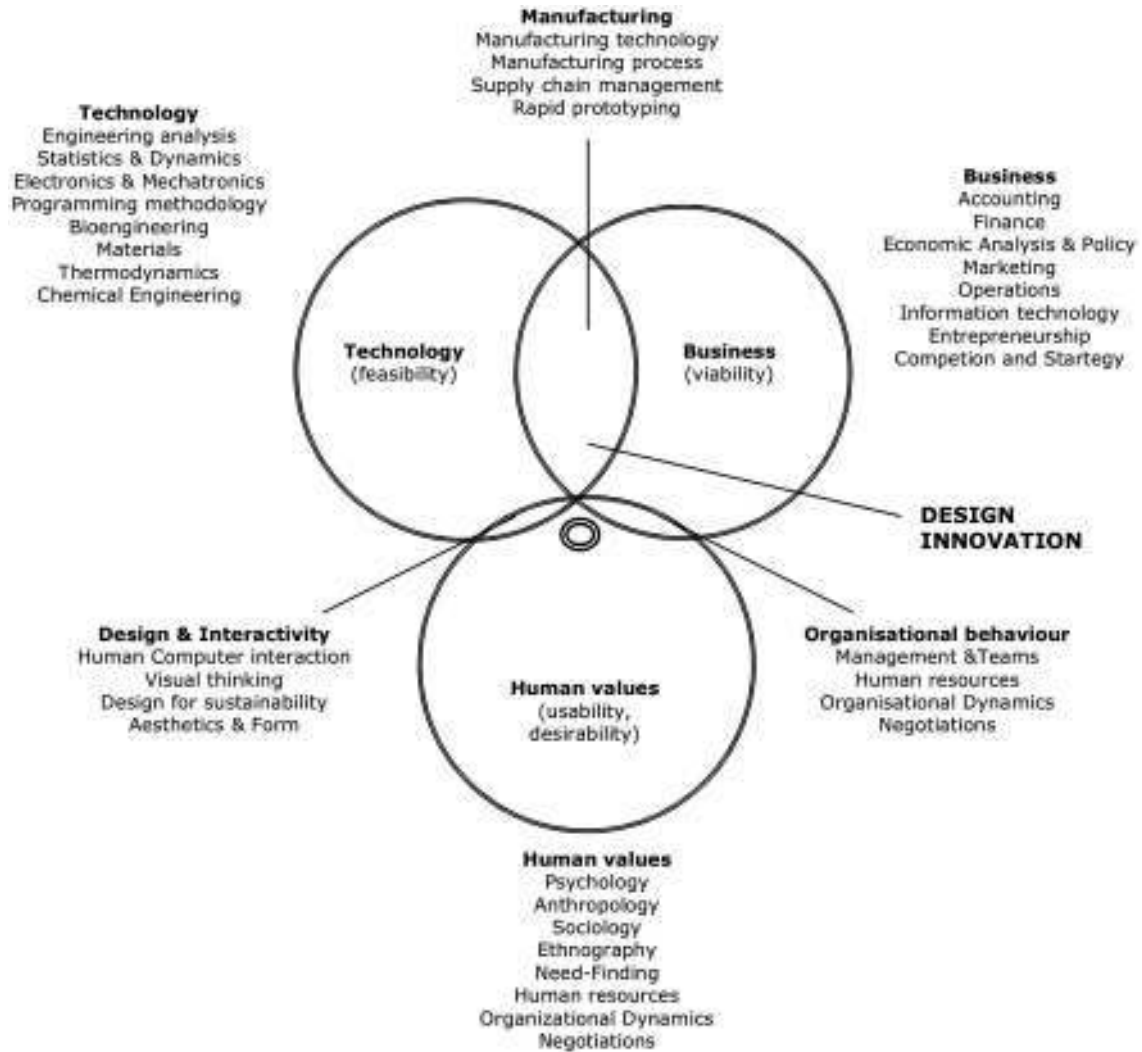 Manufacturing
Manufacturing technology
Manufacturing process
Supply chain management
Rapid prototyping
Technology
Engineering analysis
Statistics & Dynamics
Electronics & Mechatronics
Programming methodology
Bioengineering
Materials
Thermodynamics
Chemical Engineering
Business
Accounting
Finance
Economic Analysis & Policy
Marketing
Operations
Information technology
Entrepreneurship
Competion and Startegy
Technology
(feasibility)
Business
(viability)
DESIGN
INNOVATION
Design & Interactivity
Human Computer interaction
Visual thinking
Design for sustainability
Aesthetics & Form
Human values
(usability,
desirability)
Organisational behaviour
Management &Teams
Human resources
Organisational Dynamics
Negotiations
Human values
Psychology
Anthropology
Sociology
Ethnography
Need-Finding
Human resources
Organizational Dynamics
Negotiations